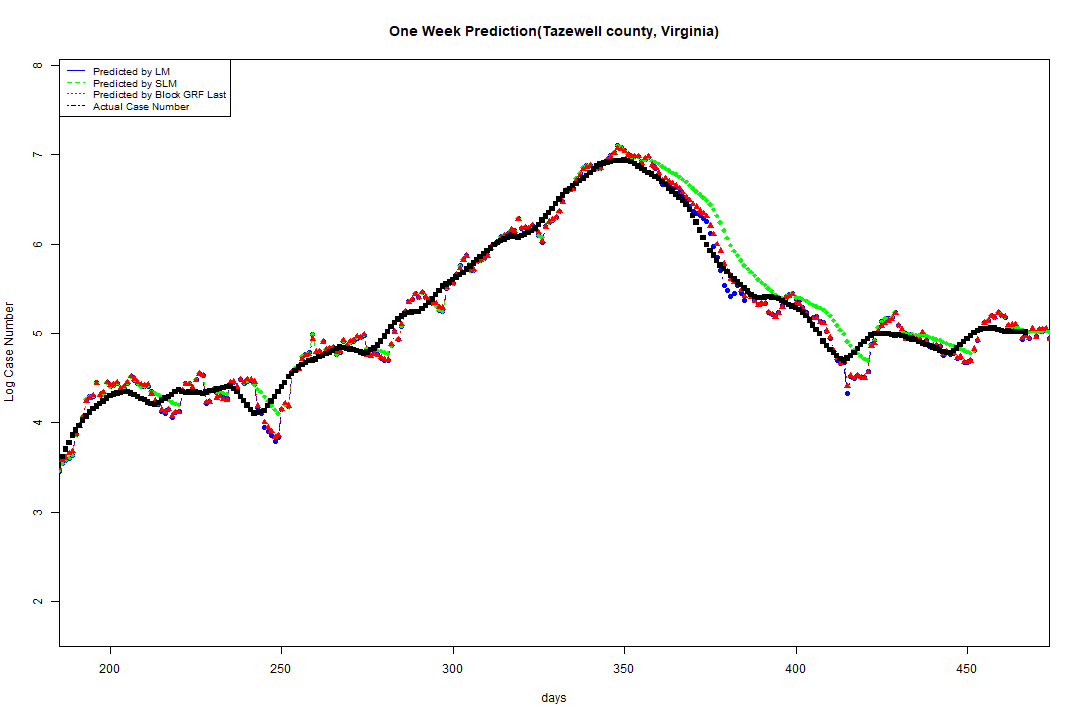 One Week Prediction(Tazewell county, Virginia)
Predicted by LM
Predicted by SLM
Predicted by Block GRF Last
Actual Case Number
Log Case Number
8
7
6
5
4
3
2
200 250 300 350 400 450
days